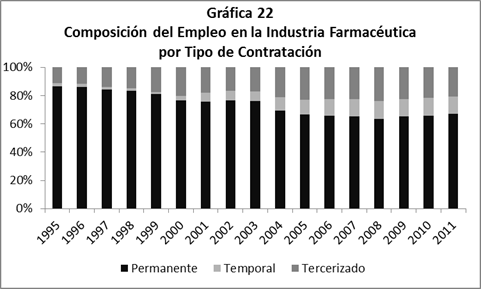 Gráfica 22
Composición del Empleo en la Industria Farmacéutica
por Tipo de Contratación
100%
80%
60%
40%
20%
0%
1995 1996 1997 1998 1999 2000 2001 2002 2003 2004 2005 2006 2007 2008 2009 2010 2011
Permanente Temporal Tercerizado